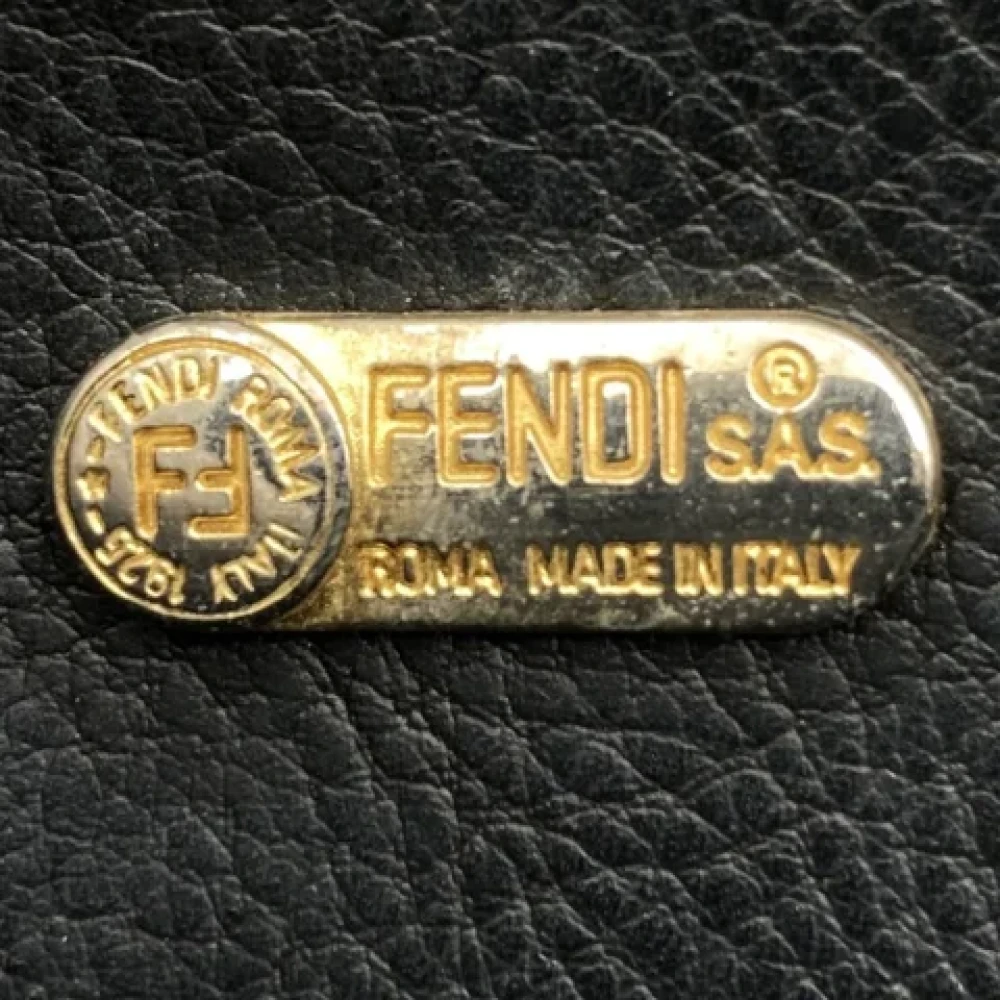 FENDI ROMA ITALY 1925
FF
FENDI ® S.A.S.
ROMA MADE IN ITALY